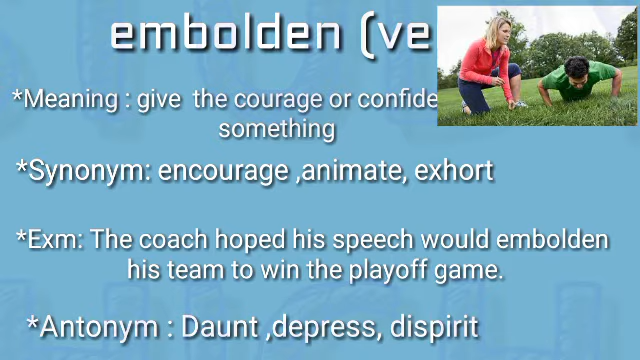 embolden (ve
*Meaning : give the courage or confide
something
*Synonym: encourage ,animate, exhort
*Exm: The coach hoped his speech would embolden
his team to win the playoff game.
*Antonym : Daunt ,depress, dispirit